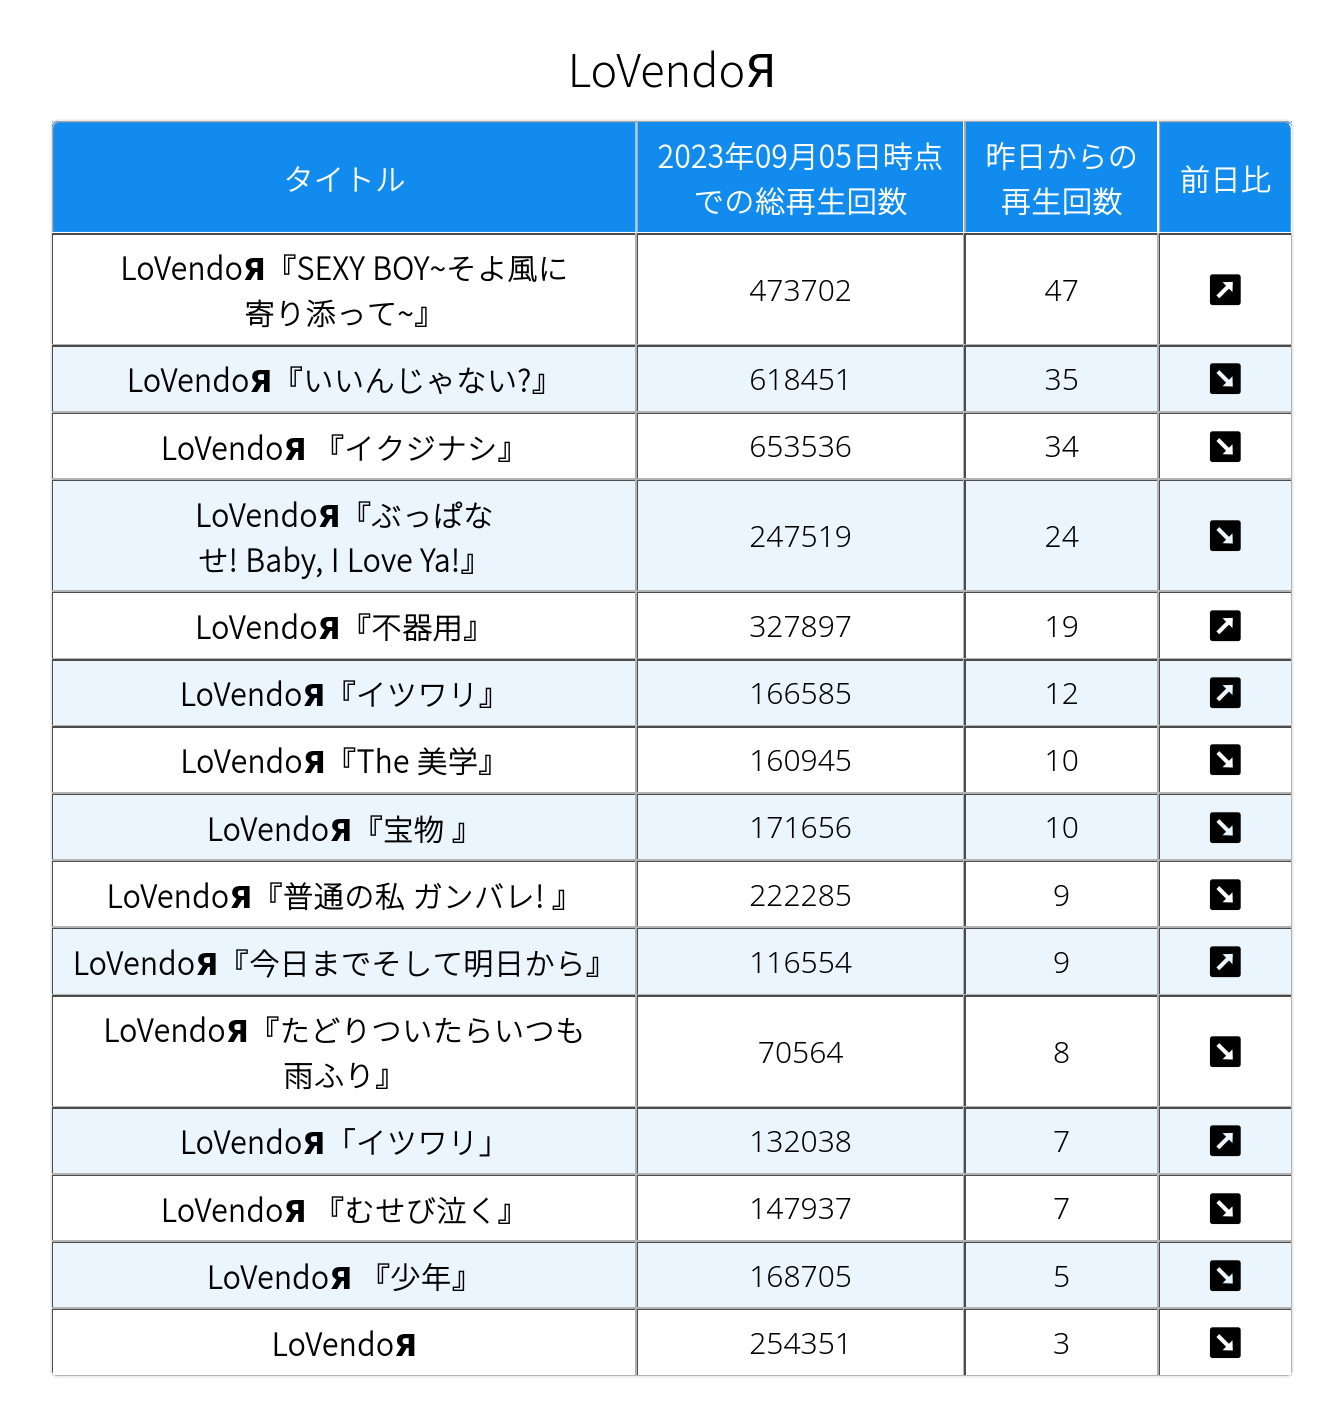 LoVendoЯ
タイトル
2023年09月05日時点
での総再生回数
昨日からの
再生回数
前日比
LoVendoЯ『SEXY BOY~そよ風に
寄り添って~』
473702
47
LoVendoЯ『いいんじゃない?』
618451
35
LoVendoЯ 『イクジナシ』
653536
34
LoVendoЯ『ぶっぱな
せ! Baby, I Love Ya!』
247519
24
LoVendoЯ『不器用』
327897
19
LoVendoЯ『イツワリ』
166585
12
LoVendoЯ『The 美学』
160945
10
LoVendoЯ『宝物 』
171656
10
LoVendoЯ『普通の私 ガンバレ! 』
222285
9
LoVendoЯ『今日までそして明日から』
116554
9
LoVendoЯ『たどりついたらいつも
雨ふり』
70564
8
LoVendoЯ「イツワリ」
132038
7
LoVendoЯ 『むせび泣く』
147937
7
LoVendoЯ 『少年』
168705
5
LoVendoЯ
254351
3